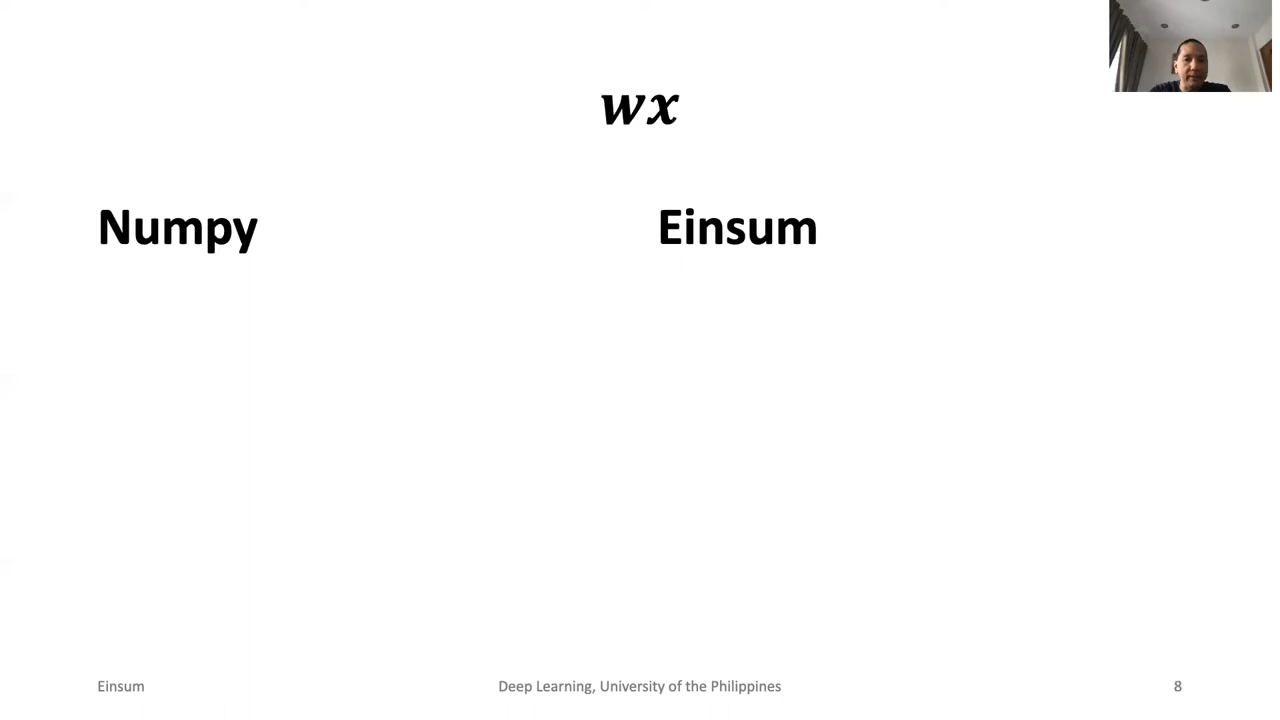 wx
Numpy
Einsum
Einsum
Deep Learning, University of the Philippines
8